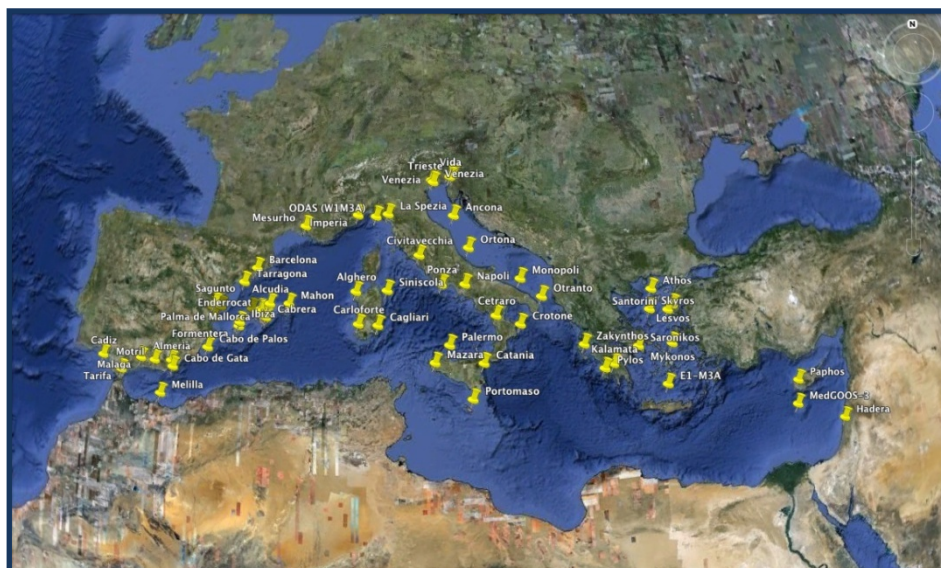 N
Trieste
Vida
Venezia
Venezia
ODAS (W1M3A)
La Spezia
Mesurho
Imperia
Ancona
Ortona
Civitavecchia
Barcelona
Tarragona
Alghero
Ponza
Siniscola
Napoli
Monopoli
Otranto
Athos
Sagunto
Alcudia
Enderrocat
Mahon
Palma de Mallorca
Ibiza
Cabrera
Cetraro
Crotone
Santorini
Skyros
Lesvos
Carloforte
Cagliari
Formentera
Cabo de Palos
Cadiz
Motril
Almeria
Malaga
Cabo de Gata
Tarifa
Melilla
Palermo
Mazara
Catania
Portomaso
Zakynthos
Saronikos
Kalamata
Pylos
Mykonos
E1-M3A
Paphos
MedGOOS-3
Hadera